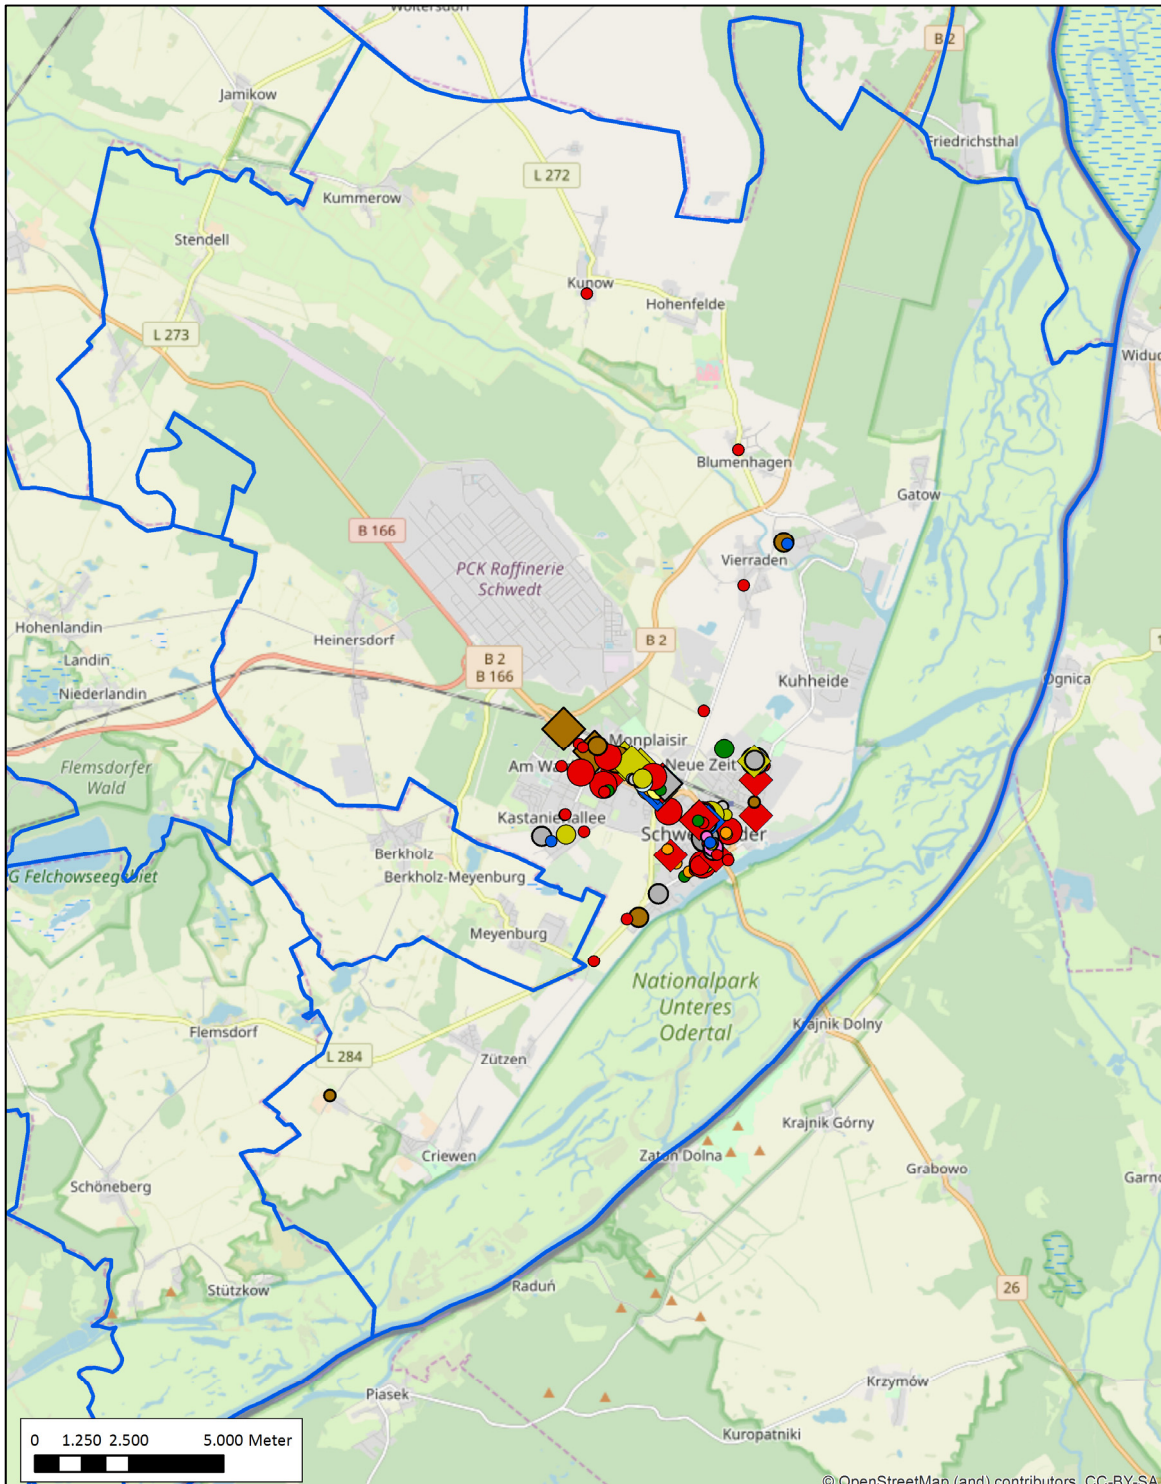 Woltersdorf
B 2
Jamikow
Friedrichsthal
L 272
Kummerow
Stendell
Kunow
Hohenfelde
L 273
Blumenhagen
Gatow
B 166
Vierraden
PCK Raffinerie
Schwedt
Hohenlandin
Heinersdorf
B 2
Landin
B 2
B 166
Niederlandin
Kuhheide
Ognica
Monplaisir
Flemsdorfer
Wald
Neue Zeit
Kastanienallee
Berkholz
Berkholz-Meyenburg
G Felchowseegebiet
Meyenburg
Nationalpark
Unteres
Odertal
Flemsdorf
Krajnik Dolny
L 284
Zützen
Krajnik Górny
Criewen
Zatoń Dolna
Grabowo
Schöneberg
Raduń
Stützkow
26
Krzymów
Piasek
Kuropatniki
0 1.250 2.500 5.000 Meter
© OpenStreetMap (and) contributors, CC-BY-SA